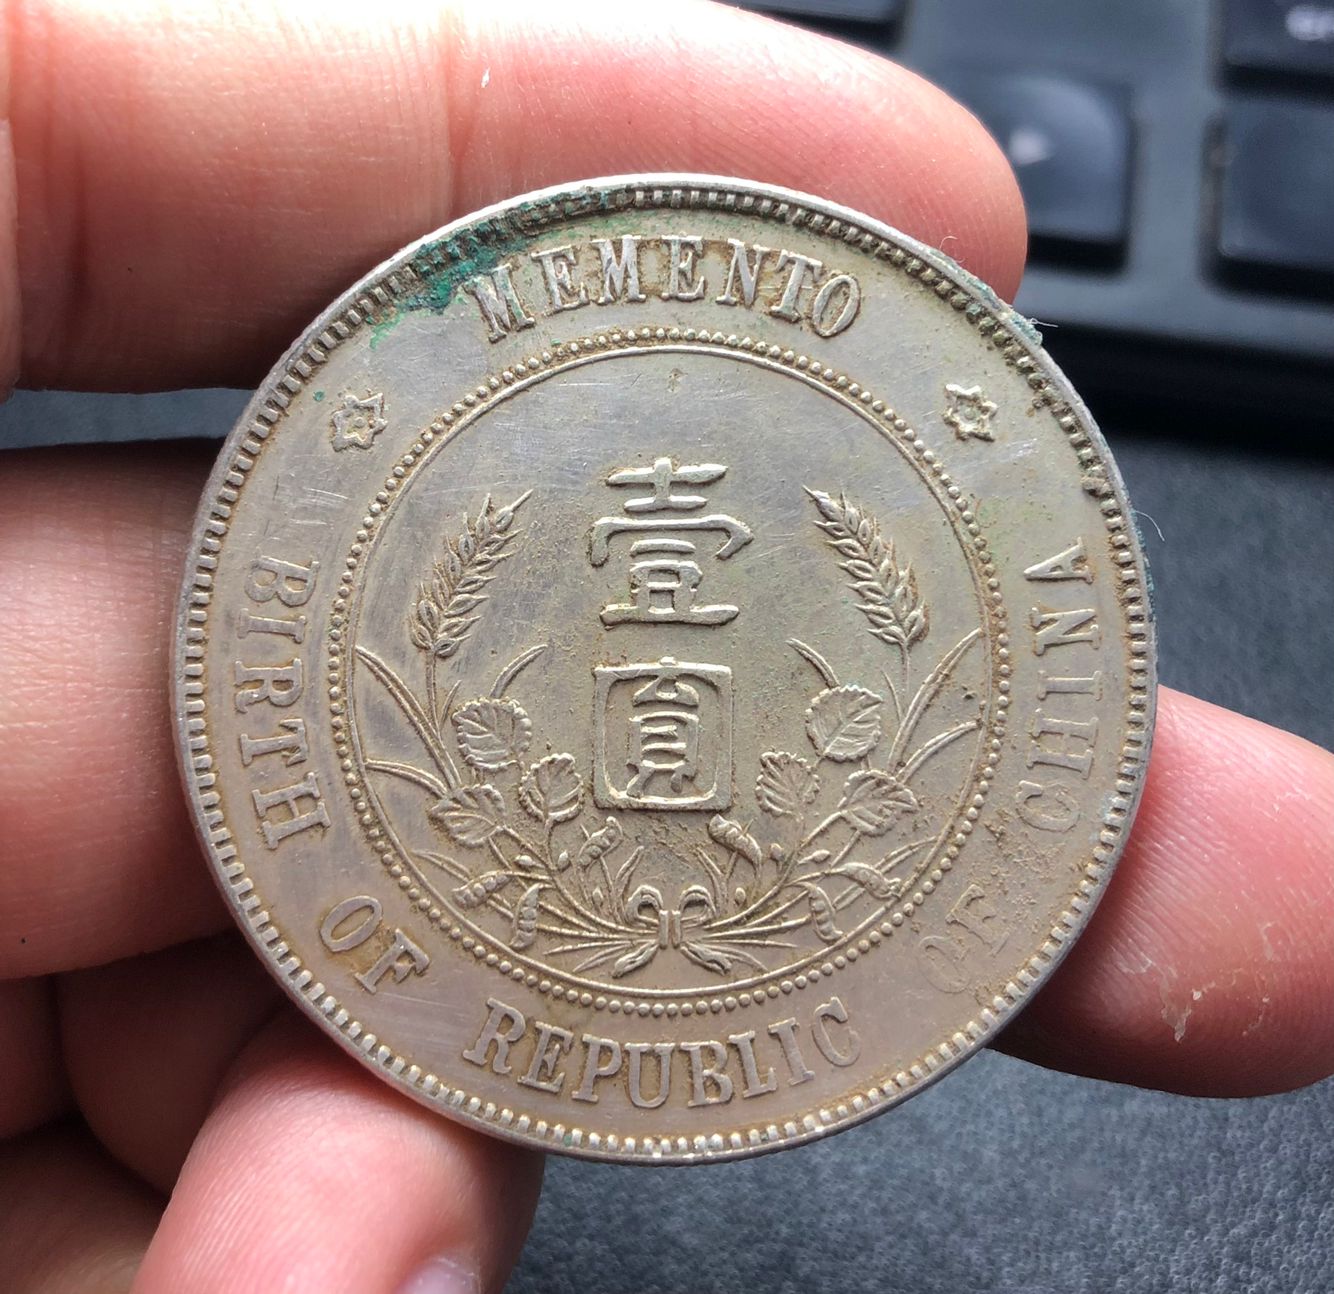 MEMENTO
BIRTH OF REPUBLIC OF CHINA
壹
圓